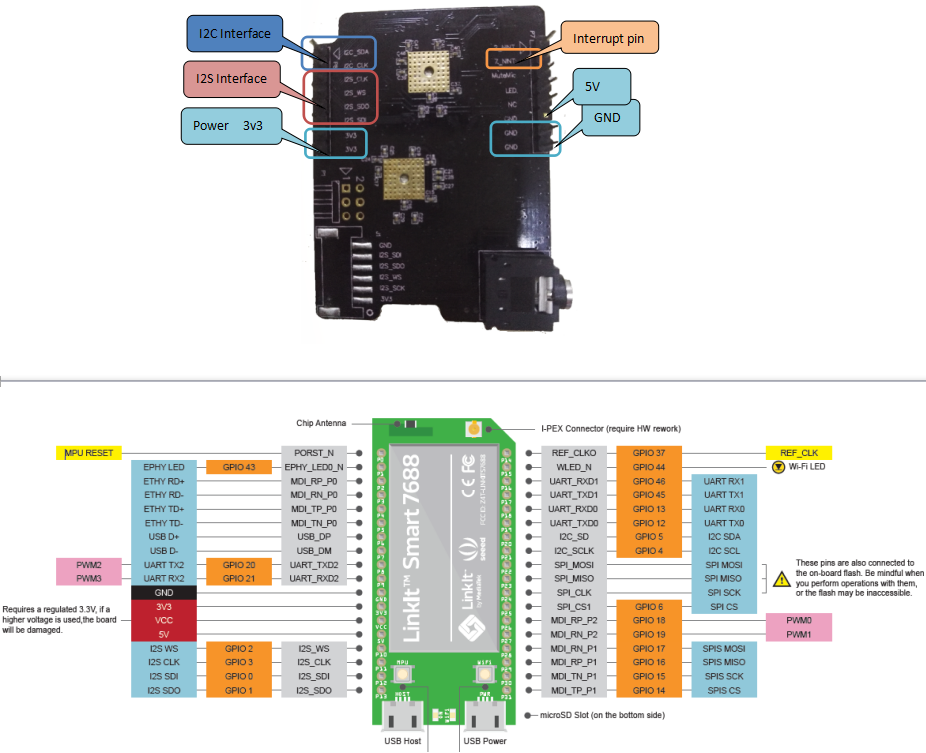 I2C Interface
Interrupt pin
I2S Interface
5V
GND
Power 3v3
I2C_SDA
I2C_CLK
I2S_CLK
I2S_WS
I2S_SDO
I2S_SDI
3V3
3V3
MuteMic
LED
NC
GND
GND
GND
3
1 2
GND
I2S_SDI
I2S_SDO
I2S_WS
I2S_SCK
3V3
Chip Antenna
I-PEX Connector (require HW rework)
MPU RESET PORST_N
EPHY LED GPIO 43 EPHY_LED0_N
ETHY RD+ MDI_RP_P0
ETHY RD- MDI_RN_P0
ETHY TD+ MDI_TP_P0
ETHY TD- MDI_TN_P0
USB D+ USB_DP
USB D- USB_DM
PWM2 UART TX2 GPIO 20 UART_TXD2
PWM3 UART RX2 GPIO 21 UART_RXD2
GND
3V3
VCC
5V
Requires a regulated 3.3V, if a
higher voltage is used,the board
will be damaged.
I2S WS GPIO 2 I2S_WS
I2S CLK GPIO 3 I2S_CLK
I2S SDI GPIO 0 I2S_SDI
I2S SDO GPIO 1 I2S_SDO
LinkIt™ Smart 7688
LinkIt
by MediaTek
seeed
CE FC
MPU
WiFi
HOST
PWR
USB Host
USB Power
REF_CLKO GPIO 37 REF_CLK
WLED_N GPIO 44 Wi-Fi LED
UART_RXD1 GPIO 46 UART RX1
UART_TXD1 GPIO 45 UART TX1
UART_RXD0 GPIO 13 UART RX0
UART_TXD0 GPIO 12 UART TX0
I2C_SD GPIO 5 I2C SDA
I2C_SCLK GPIO 4 I2C SCL
SPI_MOSI SPI MOSI
SPI_MISO SPI MISO
SPI_CLK SPI SCK
SPI_CS1 GPIO 6 SPI CS
MDI_RP_P2 GPIO 18 PWM0
MDI_RN_P2 GPIO 19 PWM1
MDI_RN_P1 GPIO 17 SPIS MOSI
MDI_RP_P1 GPIO 16 SPIS MISO
MDI_TN_P1 GPIO 15 SPIS SCK
MDI_TP_P1 GPIO 14 SPIS CS
These pins are also connected to
the on-board flash. Be mindful when
you perform operations with them,
or the flash may be inaccessible.
microSD Slot (on the bottom side)